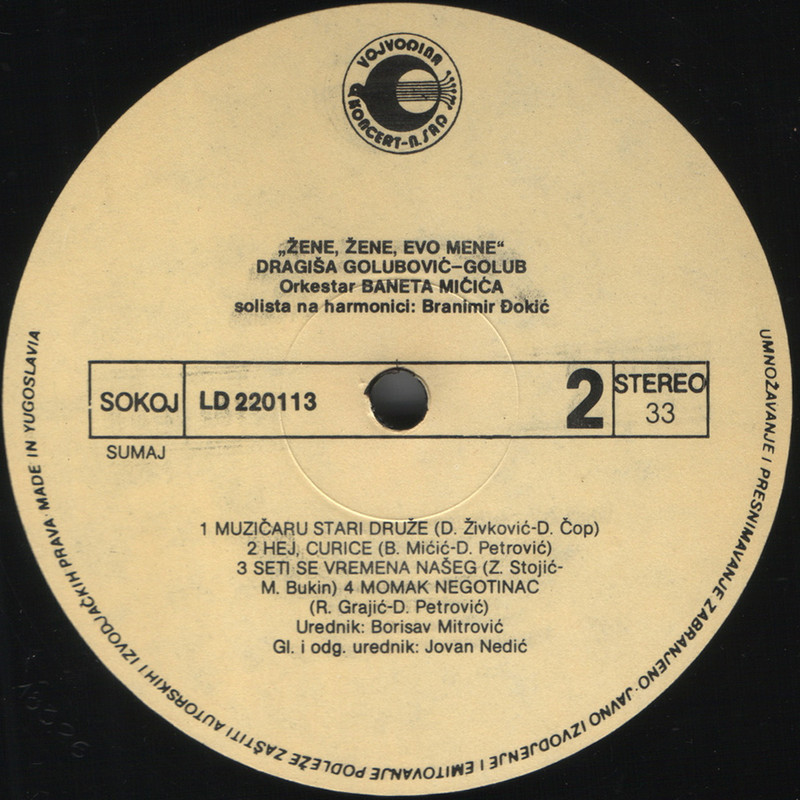 VOJVODINA
KONCERT-N.SAD
„ŽENE, ŽENE, EVO MENE“
DRAGIŠA GOLUBOVIĆ–GOLUB
Orkestar BANETA MIČIĆA
solista na harmonici: Branimir Đokić
SOKOJ
LD 220113
2
STEREO
33
SUMAJ
1 MUZIČARU STARI DRUŽE (D. Živković-D. Čop)
2 HEJ, CURICE (B. Mićić-D. Petrović)
3 SETI SE VREMENA NAŠEG (Z. Stojić-
M. Bukin) 4 MOMAK NEGOTINAC
(R. Grajić-D. Petrović)
Urednik: Borisav Mitrović
Gl. i odg. urednik: Jovan Nedić
UMNOŽAVANJE I PRESNIMAVANJE ZABRANJENO·JAVNO IZVODJENJE I EMITOVANJE PODLEŽE ZAŠTITI AUTORSKIH I IZVODJAČKIH PRAVA MADE IN YUGOSLAVIA